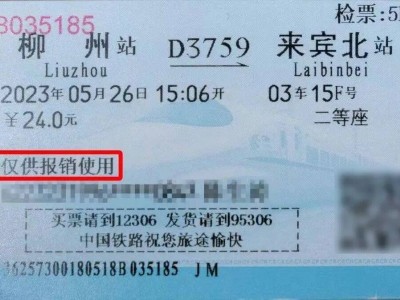 8035185 检票:5
柳 州站 D3759 来宾北站
Liuzhou Laibinbei
2023年05月26日15:06开 03车15F号
￥24.0元 二等座
仅供报销使用
买票请到12306 发货请到95306
中国铁路祝您旅途愉快
36257300180518B035185 JM